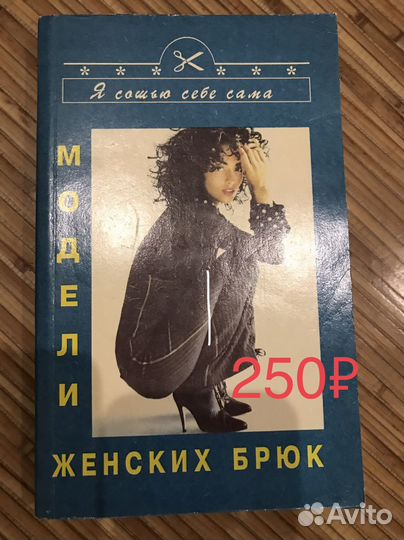 Я сошью себе сама
МОДЕЛИ
ЖЕНСКИХ БРЮК
250₽
Avito